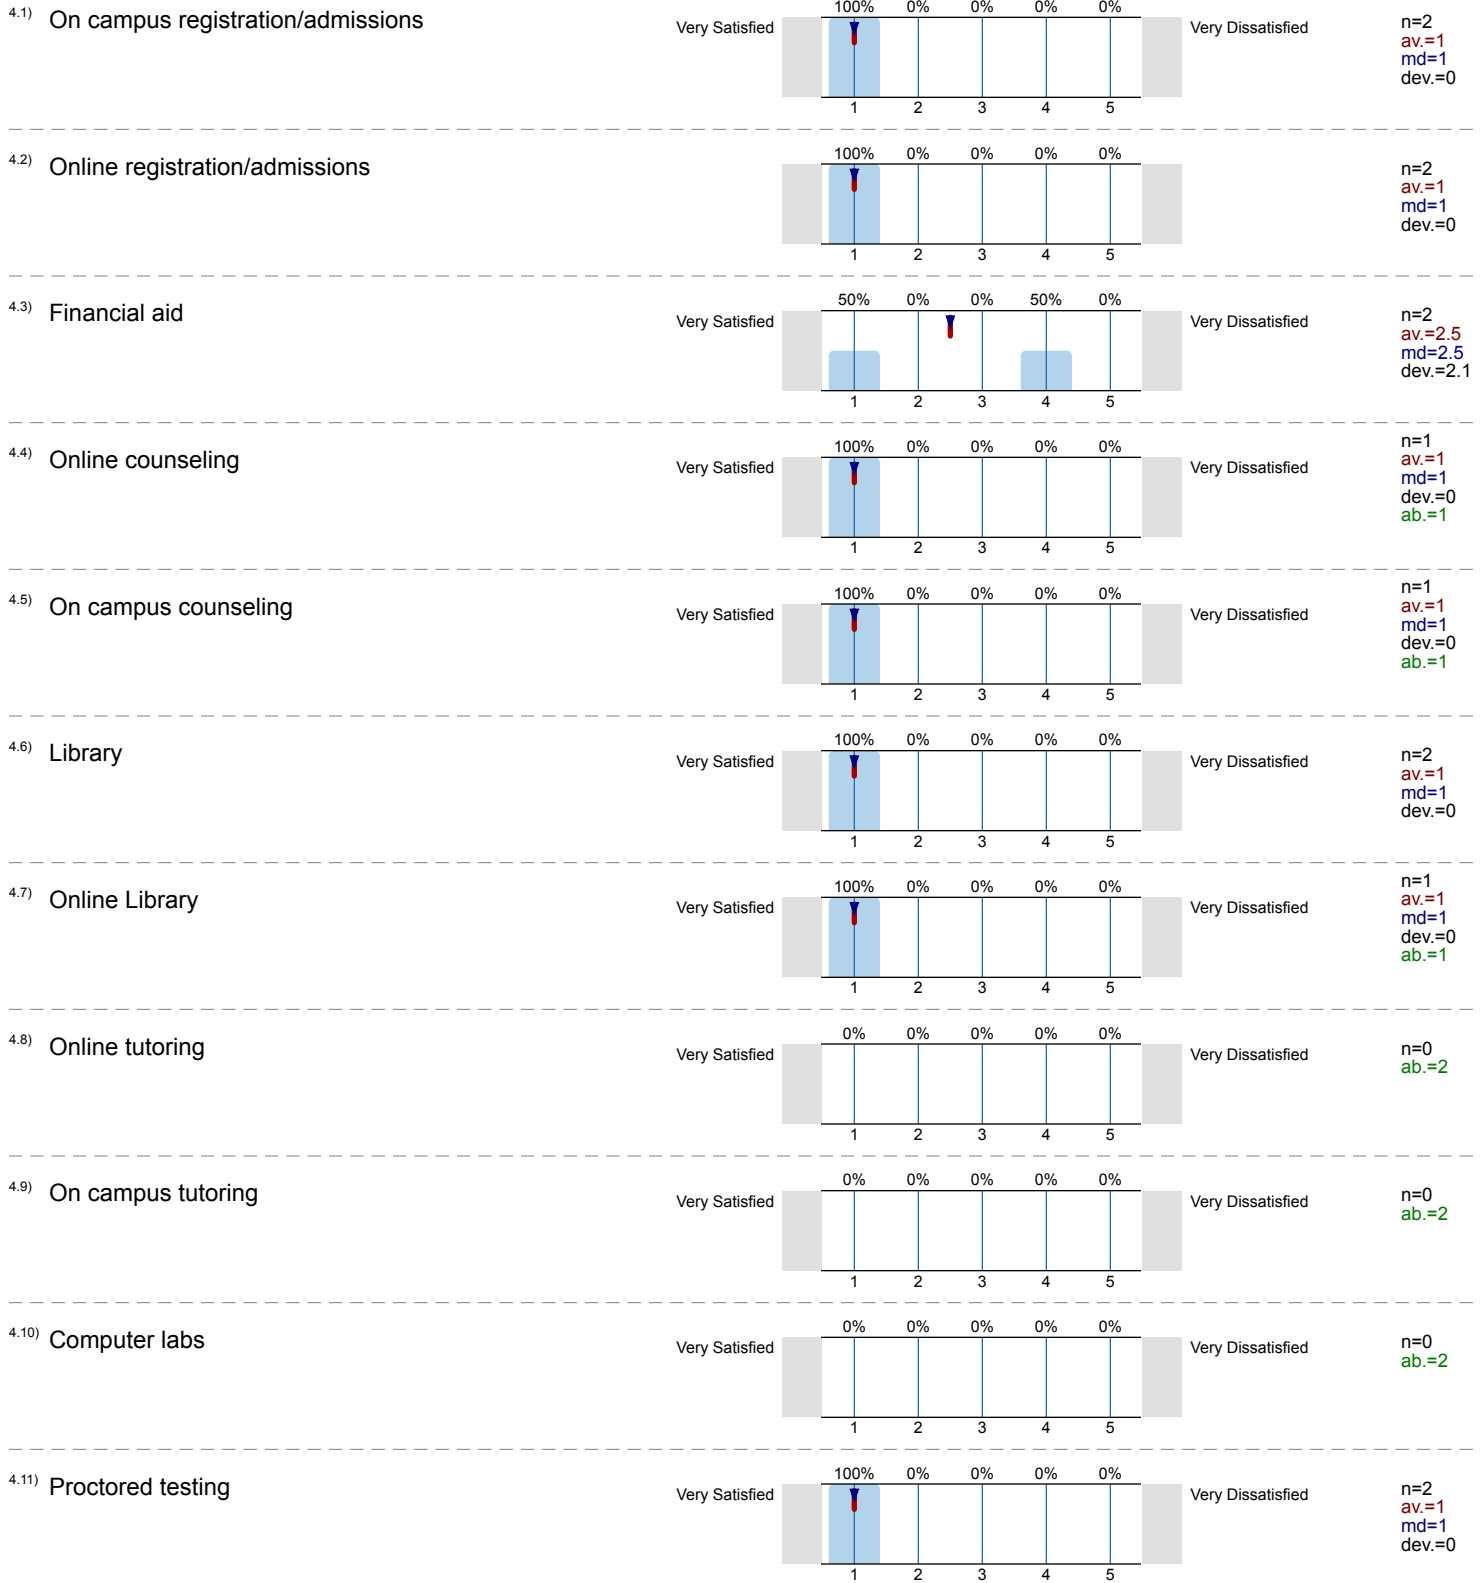 4.1) On campus registration/admissions
100% 0% 0% 0% 0%
Very Satisfied Very Dissatisfied
n=2
av.=1
md=1
dev.=0
1 2 3 4 5
4.2) Online registration/admissions
100% 0% 0% 0% 0%
n=2
av.=1
md=1
dev.=0
1 2 3 4 5
4.3) Financial aid
50% 0% 0% 50% 0%
Very Satisfied Very Dissatisfied
n=2
av.=2.5
md=2.5
dev.=2.1
1 2 3 4 5
4.4) Online counseling
100% 0% 0% 0% 0%
Very Satisfied Very Dissatisfied
n=1
av.=1
md=1
dev.=0
ab.=1
1 2 3 4 5
4.5) On campus counseling
100% 0% 0% 0% 0%
Very Satisfied Very Dissatisfied
n=1
av.=1
md=1
dev.=0
ab.=1
1 2 3 4 5
4.6) Library
100% 0% 0% 0% 0%
Very Satisfied Very Dissatisfied
n=2
av.=1
md=1
dev.=0
1 2 3 4 5
4.7) Online Library
100% 0% 0% 0% 0%
Very Satisfied Very Dissatisfied
n=1
av.=1
md=1
dev.=0
ab.=1
1 2 3 4 5
4.8) Online tutoring
0% 0% 0% 0% 0%
Very Satisfied Very Dissatisfied
n=0
ab.=2
1 2 3 4 5
4.9) On campus tutoring
0% 0% 0% 0% 0%
Very Satisfied Very Dissatisfied
n=0
ab.=2
1 2 3 4 5
4.10) Computer labs
0% 0% 0% 0% 0%
Very Satisfied Very Dissatisfied
n=0
ab.=2
1 2 3 4 5
4.11) Proctored testing
100% 0% 0% 0% 0%
Very Satisfied Very Dissatisfied
n=2
av.=1
md=1
dev.=0
1 2 3 4 5